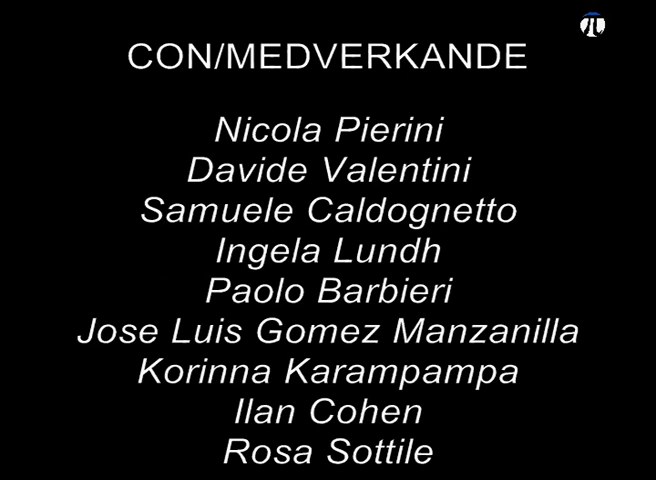 CON/MEDVERKANDE
Nicola Pierini
Davide Valentini
Samuele Caldognetto
Ingela Lundh
Paolo Barbieri
Jose Luis Gomez Manzanilla
Korinna Karampampa
Ilan Cohen
Rosa Sottile